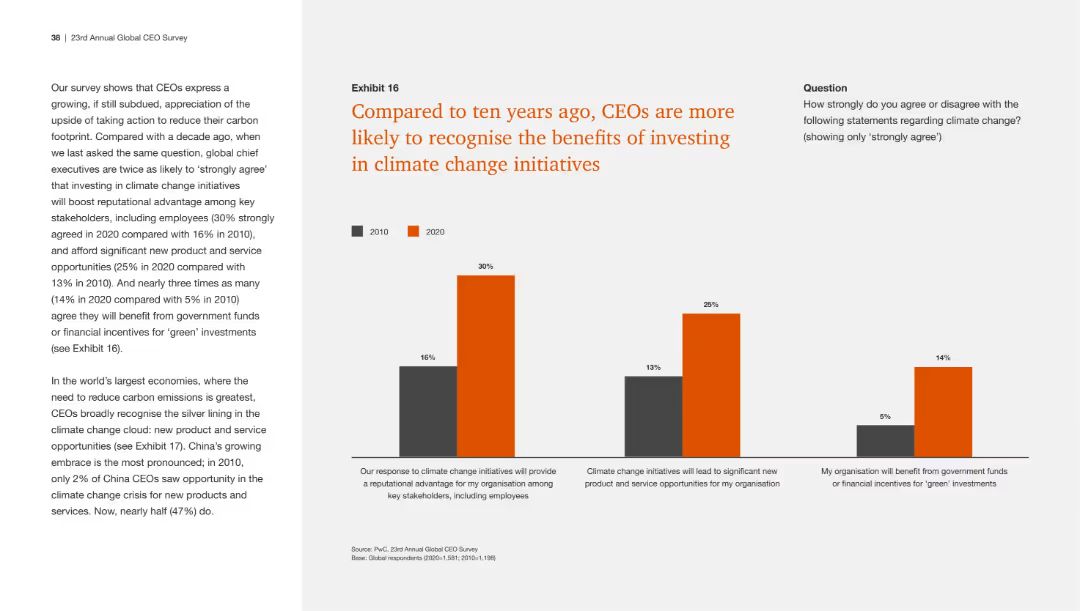 38 | 23rd Annual Global CEO Survey
Our survey shows that CEOs express a
growing, if still subdued, appreciation of the
upside of taking action to reduce their carbon
footprint. Compared with a decade ago, when
we last asked the same question, global chief
executives are twice as likely to ‘strongly agree’
that investing in climate change initiatives
will boost reputational advantage among key
stakeholders, including employees (30% strongly
agreed in 2020 compared with 16% in 2010),
and afford significant new product and service
opportunities (25% in 2020 compared with
13% in 2010). And nearly three times as many
(14% in 2020 compared with 5% in 2010)
agree they will benefit from government funds
or financial incentives for ‘green’ investments
(see Exhibit 16).
In the world’s largest economies, where the
need to reduce carbon emissions is greatest,
CEOs broadly recognise the silver lining in the
climate change cloud: new product and service
opportunities (see Exhibit 17). China’s growing
embrace is the most pronounced; in 2010,
only 2% of China CEOs saw opportunity in the
climate change crisis for new products and
services. Now, nearly half (47%) do.
Exhibit 16
Compared to ten years ago, CEOs are more
likely to recognise the benefits of investing
in climate change initiatives
Question
How strongly do you agree or disagree with the
following statements regarding climate change?
(showing only ‘strongly agree’)
2010
2020
16%
30%
13%
25%
5%
14%
Our response to climate change initiatives will provide
a reputational advantage for my organisation among
key stakeholders, including employees
Climate change initiatives will lead to significant new
product and service opportunities for my organisation
My organisation will benefit from government funds
or financial incentives for ‘green’ investments
Source: PwC, 23rd Annual Global CEO Survey
Base: Global respondents (2020=1,581; 2010=1,198)